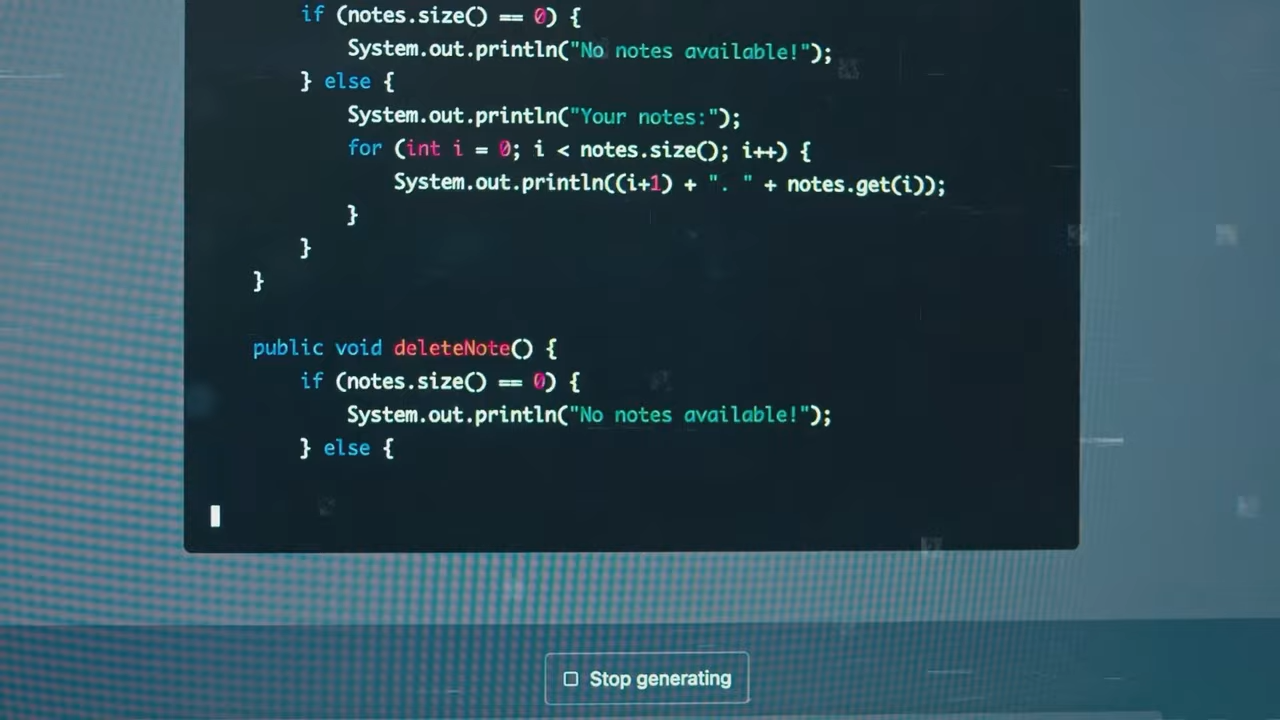 if (notes.size() == 0) {
System.out.println("No notes available!");
} else {
System.out.println("Your notes:");
for (int i = 0; i < notes.size(); i++) {
System.out.println((i+1) + ". " + notes.get(i));
}
}
}
public void deleteNote() {
if (notes.size() == 0) {
System.out.println("No notes available!");
} else {
Stop generating